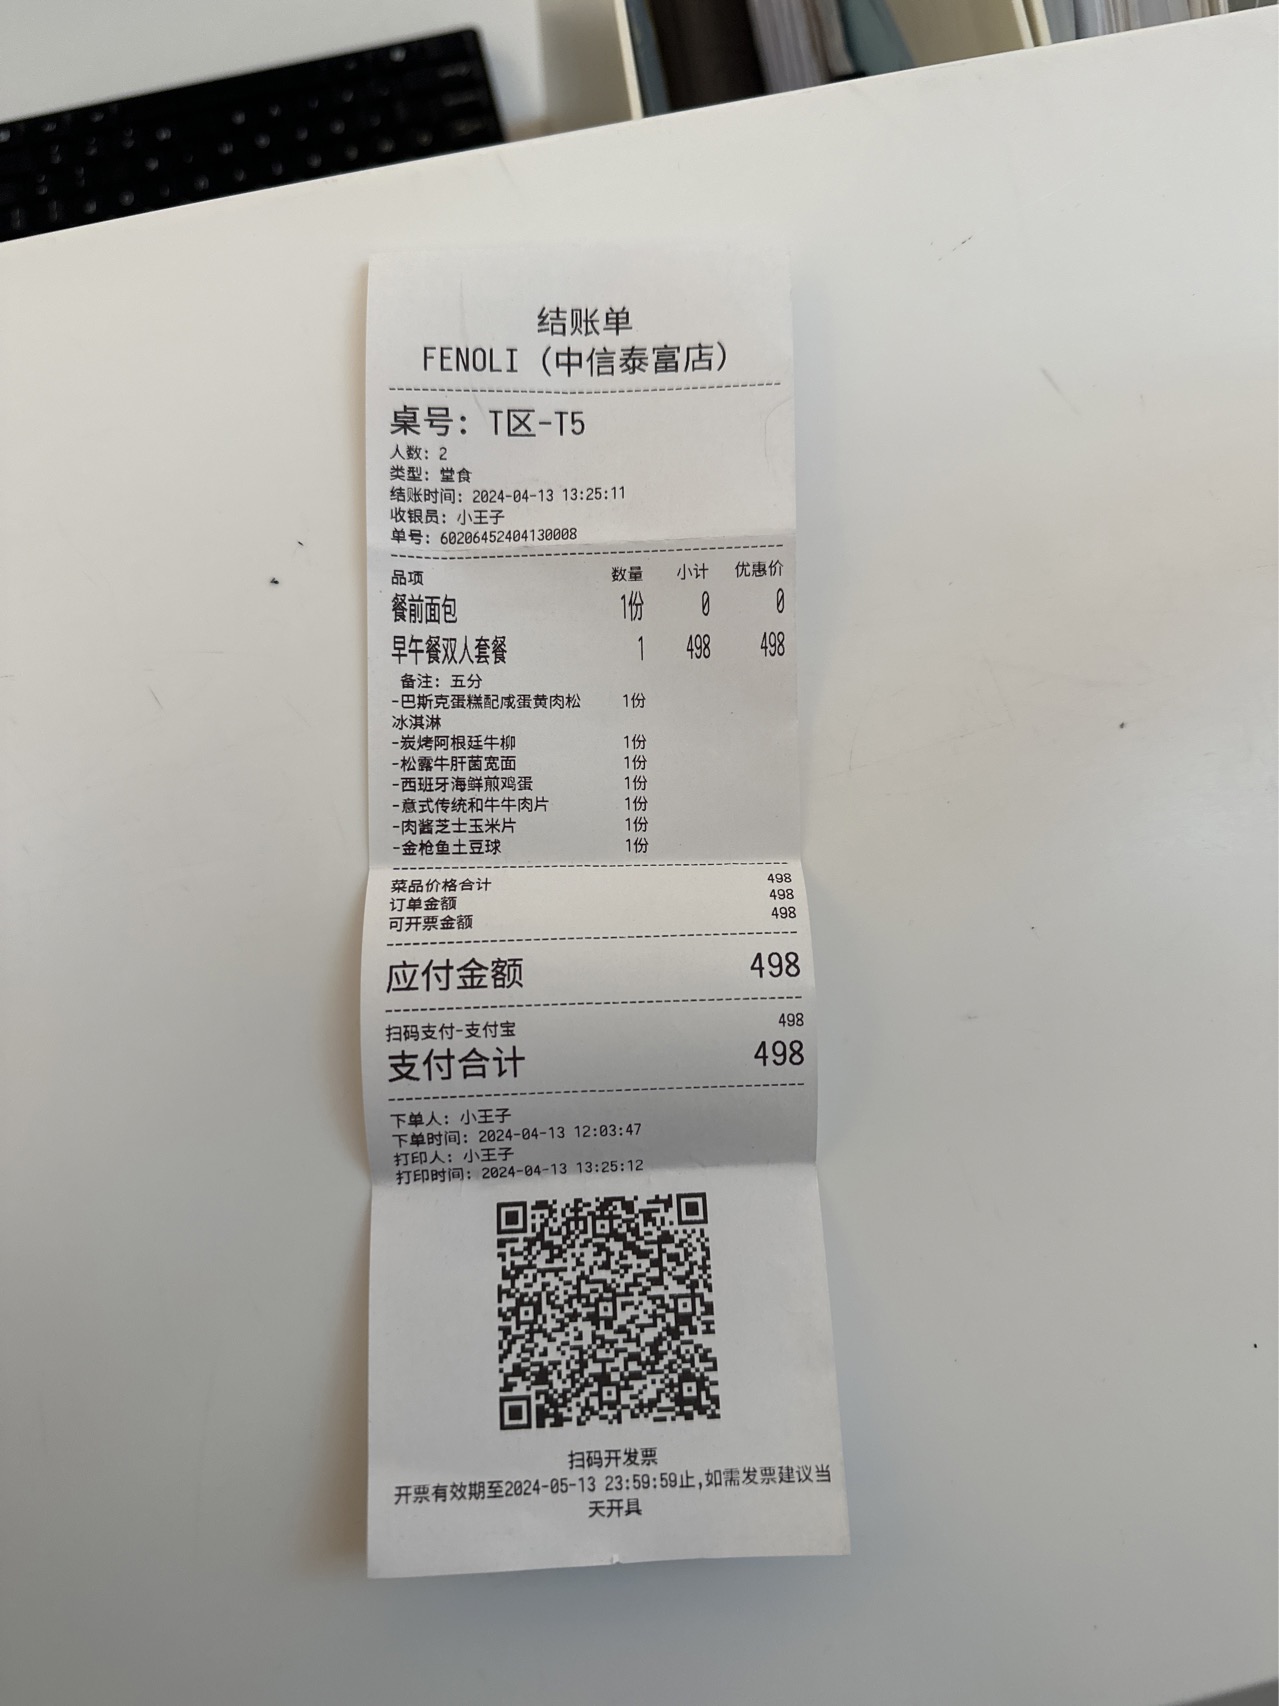 结账单
FENOLI（中信泰富店）
桌号：T区-T5
人数：2
类型：堂食
结账时间：2024-04-13 13:25:11
收银员：小王子
单号：60206452404130008
品项 数量 小计 优惠价
餐前面包 1份 0 0
早午餐双人套餐 1 498 498
备注：五分
-巴斯克蛋糕配咸蛋黄肉松 1份
冰淇淋
-炭烤阿根廷牛柳 1份
-松露牛肝菌宽面 1份
-西班牙海鲜煎鸡蛋 1份
-意式传统和牛牛肉片 1份
-肉酱芝士玉米片 1份
-金枪鱼土豆球 1份
菜品价格合计 498
订单金额 498
可开票金额 498
应付金额 498
扫码支付-支付宝 498
支付合计 498
下单人：小王子
下单时间：2024-04-13 12:03:47
打印人：小王子
打印时间：2024-04-13 13:25:12
扫码开发票
开票有效期至2024-05-13 23:59:59止,如需发票建议当
天开具